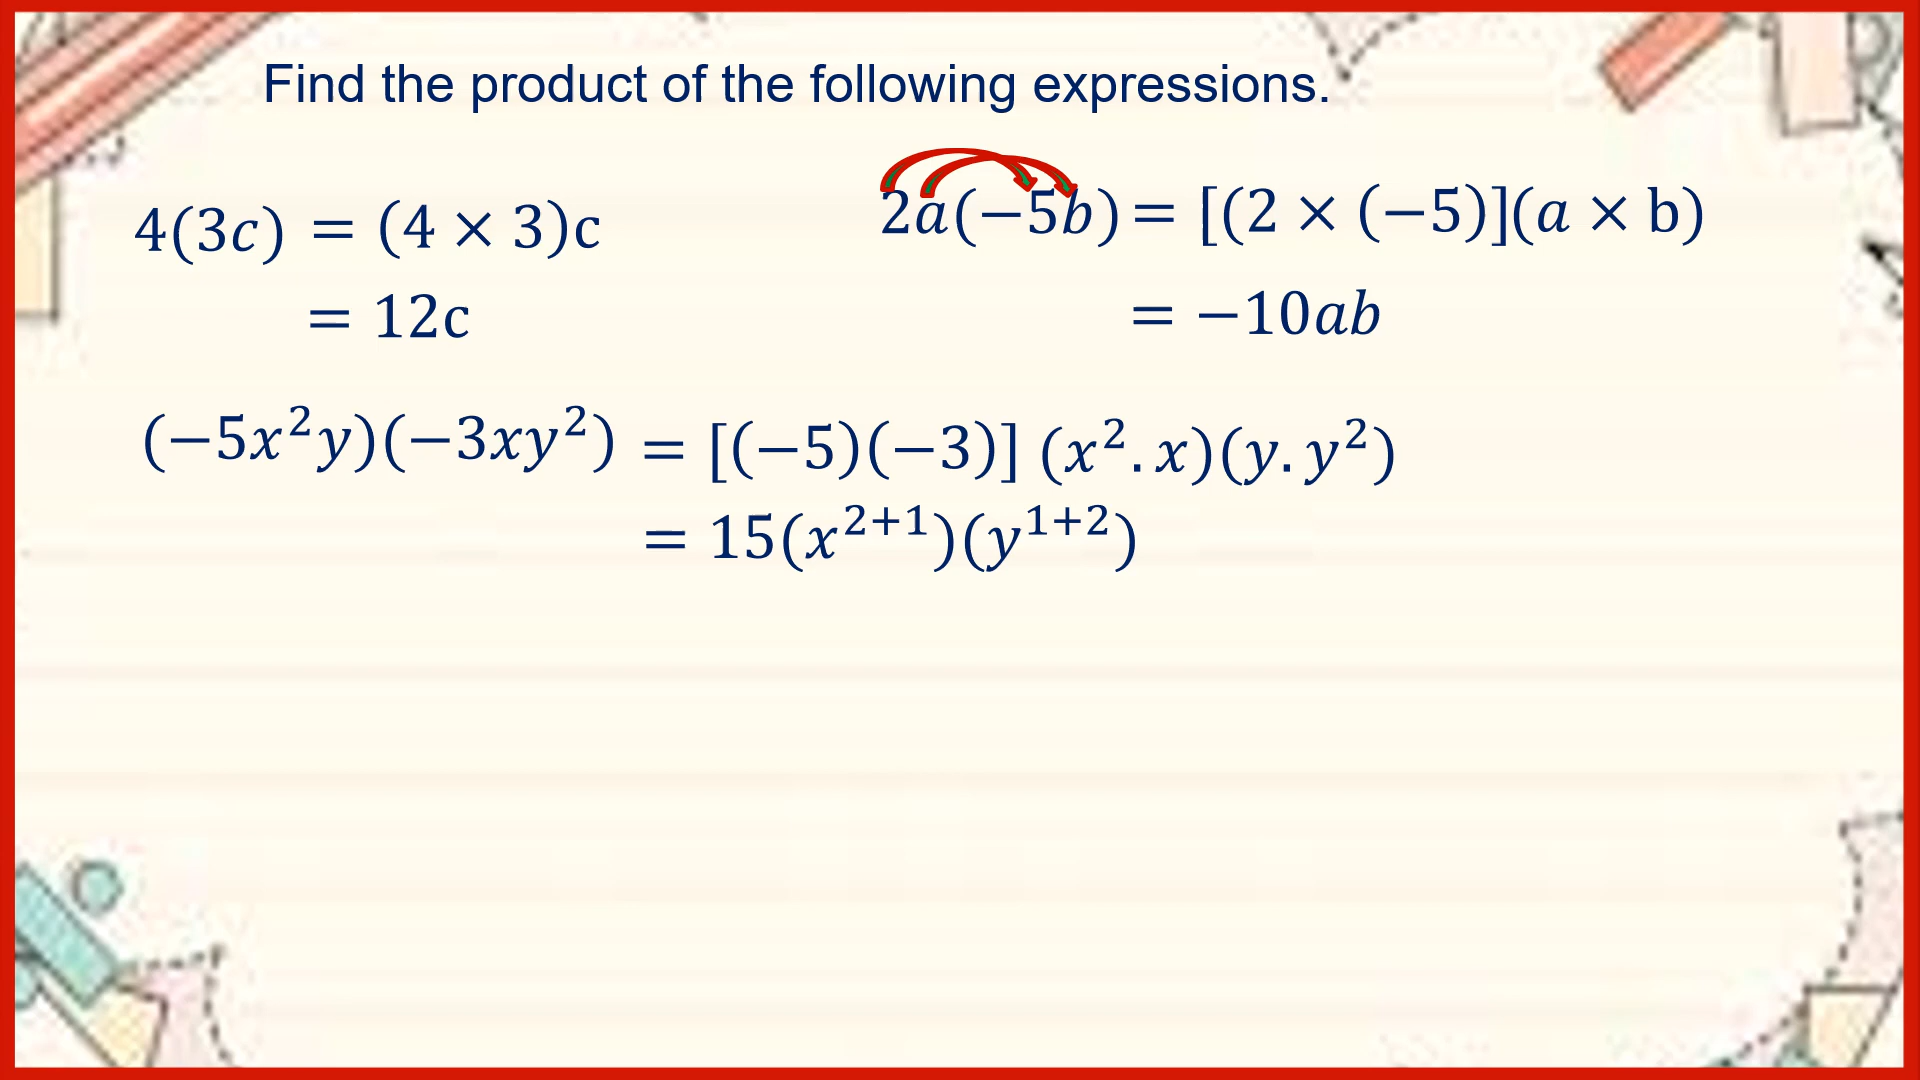 Find the product of the following expressions.
4(3𝑐) = (4 × 3)c
= 12c
2𝑎(−5𝑏) = [(2 × (−5)](𝑎 × b)
= −10𝑎𝑏
(−5𝑥²𝑦)(−3𝑥𝑦²) = [(−5)(−3)] (𝑥².𝑥)(𝑦.𝑦²)
= 15(𝑥²⁺¹)(𝑦¹⁺²)